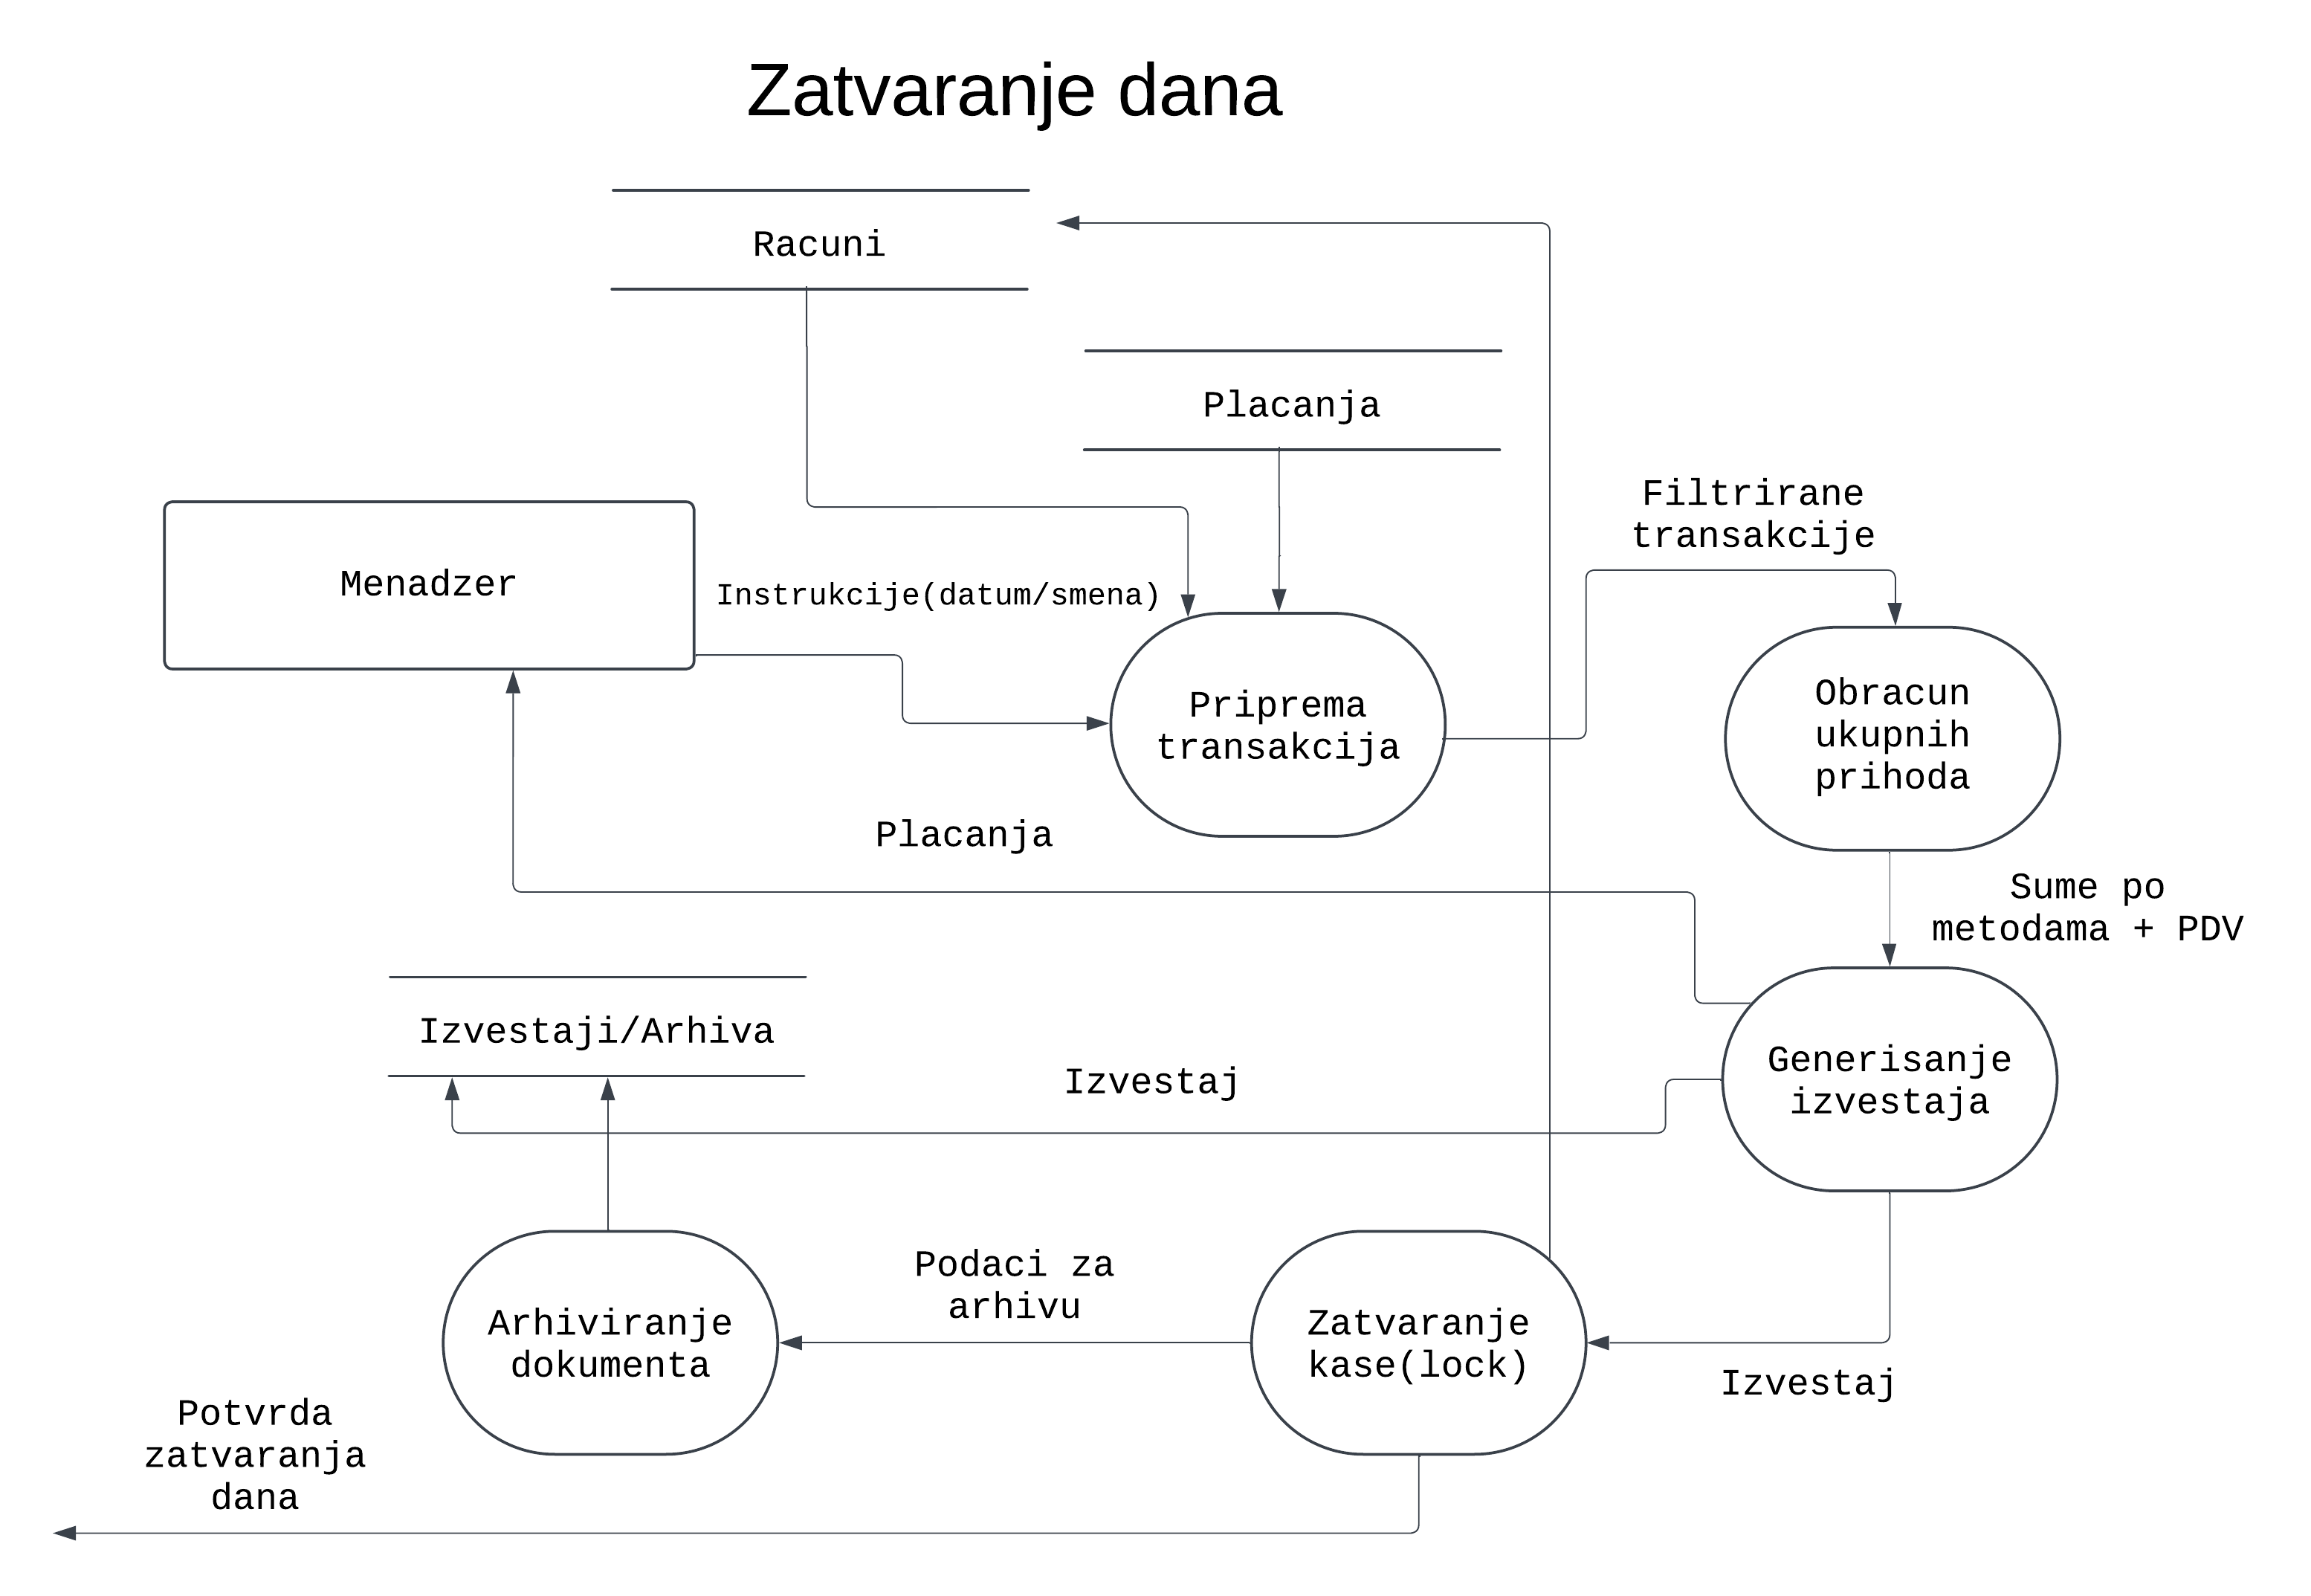 Zatvaranje dana
Racuni
Placanja
Filtrirane
transakcije
Menadzer
Instrukcije(datum/smena)
Priprema
transakcija
Obracun
ukupnih
prihoda
Placanja
Sume po
metodama + PDV
Izvestaji/Arhiva
Izvestaj
Generisanje
izvestaja
Podaci za
arhivu
Arhiviranje
dokumenta
Zatvaranje
kase(lock)
Izvestaj
Potvrda
zatvaranja
dana